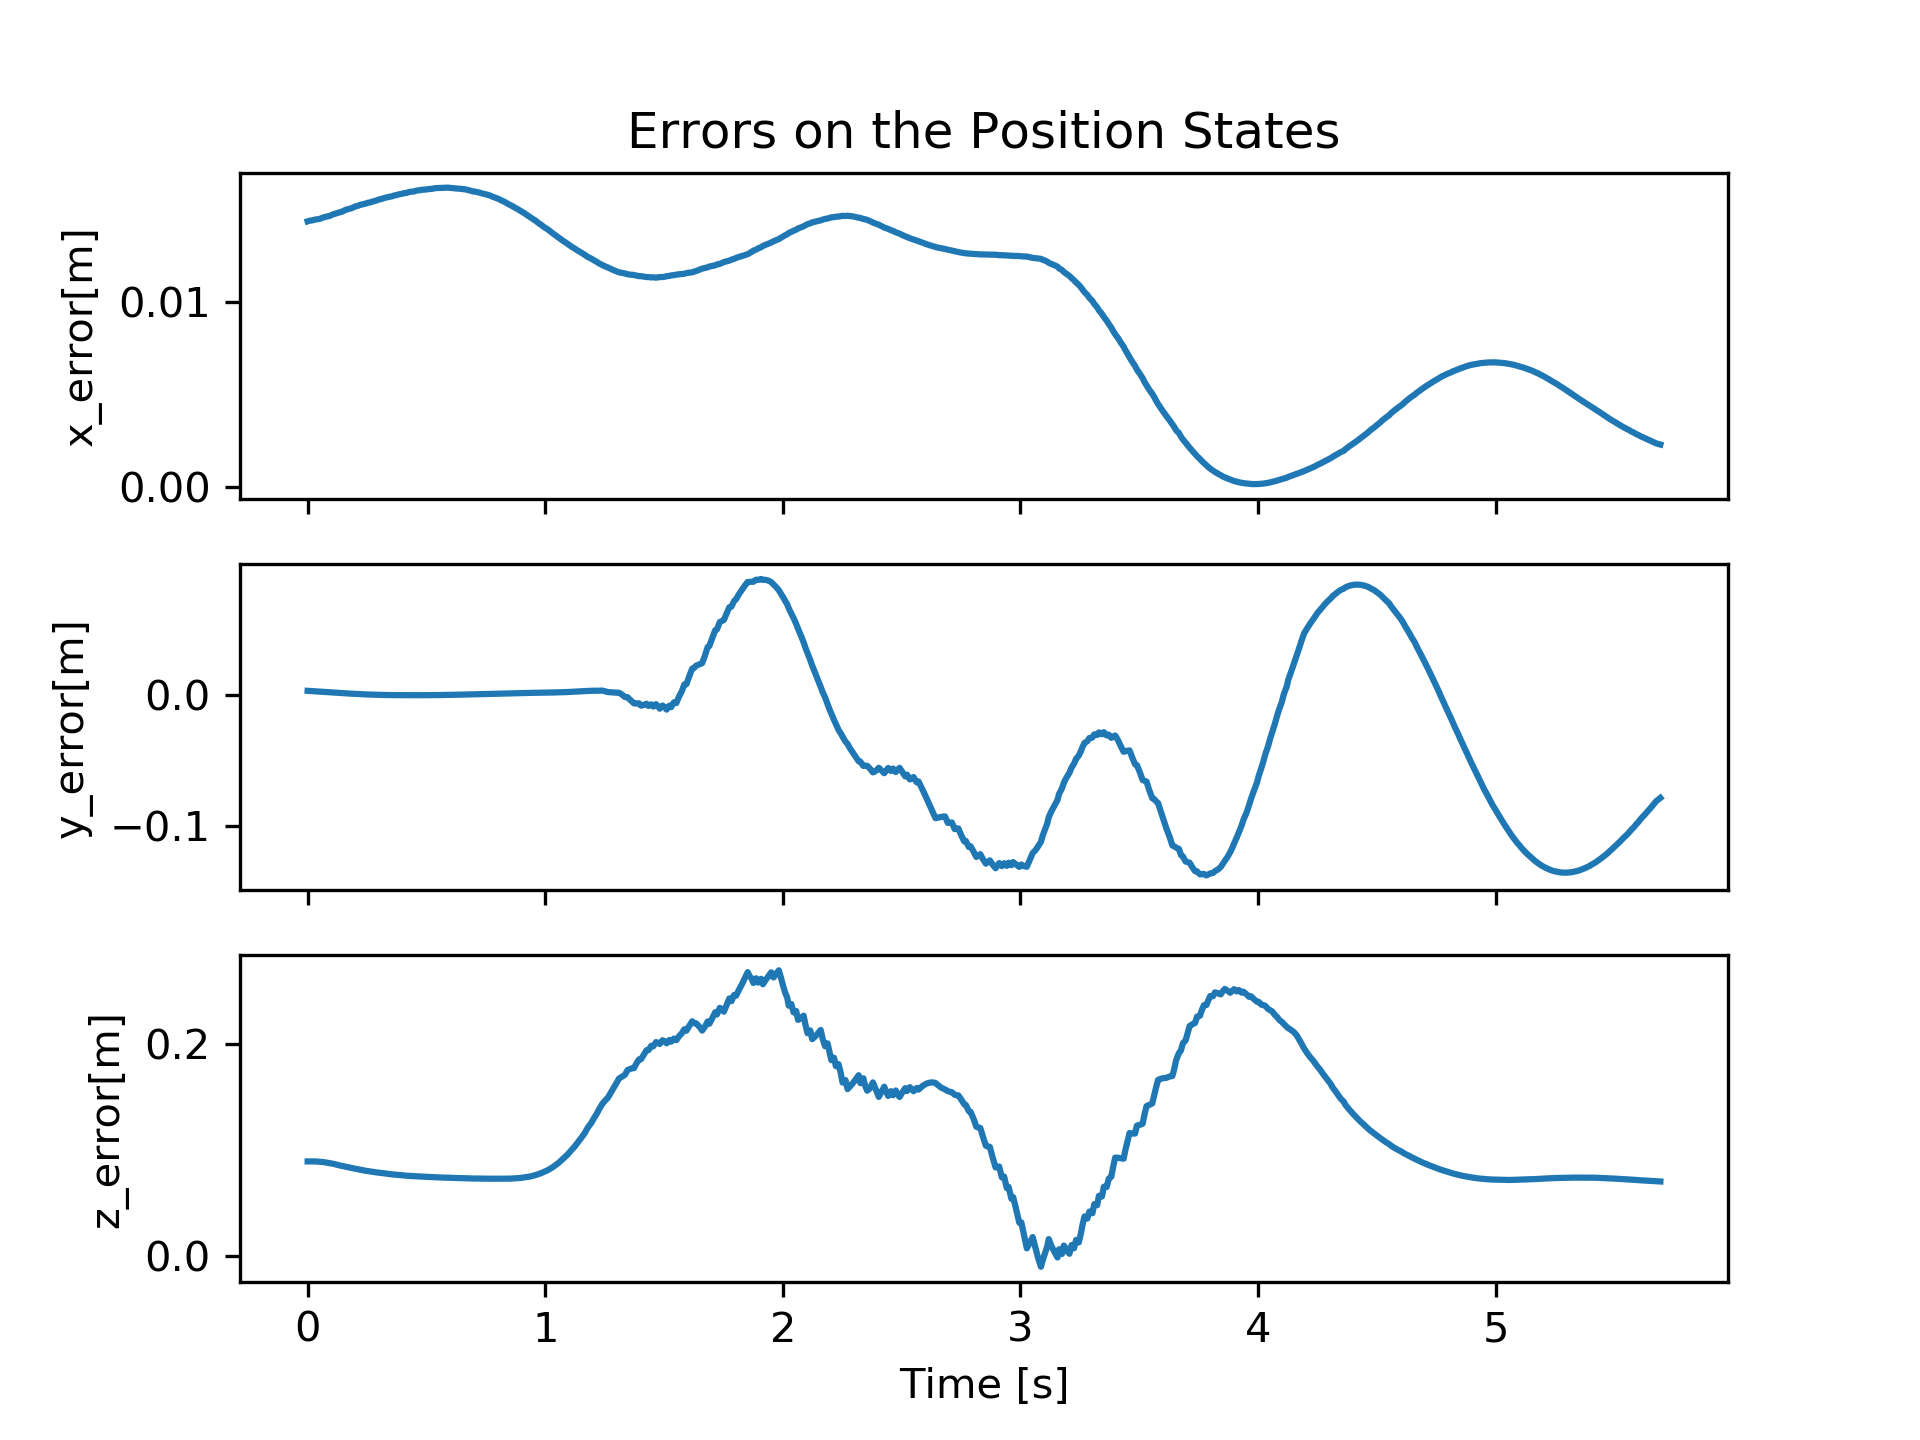 Errors on the Position States
x_error[m]
0.01
0.00
y_error[m]
0.0
−0.1
z_error[m]
0.2
0.0
0 1 2 3 4 5
Time [s]